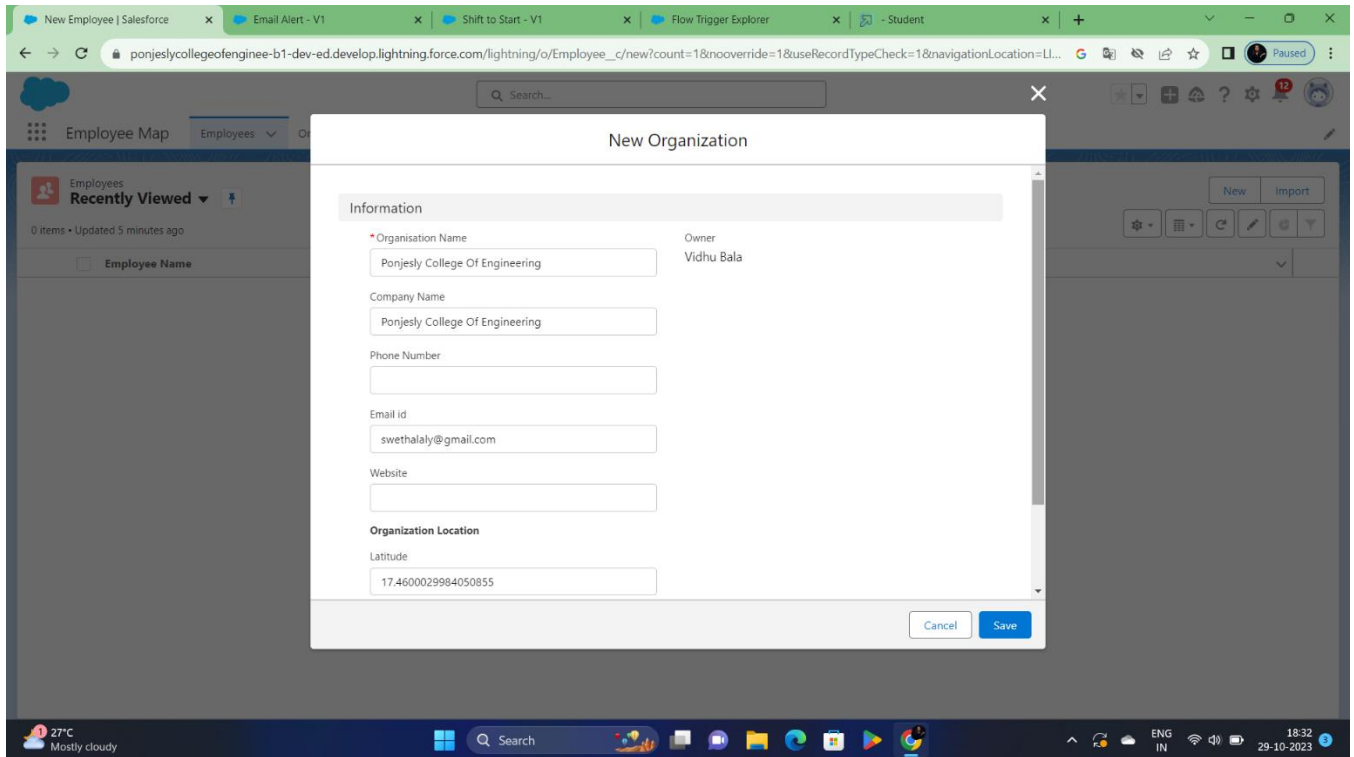 New Employee | Salesforce
Email Alert - V1
Shift to Start - V1
Flow Trigger Explorer
- Student
ponjeslycollegeofenginee-b1-dev-ed.develop.lightning.force.com/lightning/o/Employee__c/new?count=1&nooverride=1&useRecordTypeCheck=1&navigationLocation=LI...
Paused
Search...
12
Employee Map
Employees
Or
New Organization
Employees
Recently Viewed
New
Import
0 items • Updated 5 minutes ago
Employee Name
Information
*Organisation Name
Ponjesly College Of Engineering
Owner
Vidhu Bala
Company Name
Ponjesly College Of Engineering
Phone Number
Email id
swethalaly@gmail.com
Website
Organization Location
Latitude
17.4600029984050855
Cancel
Save
1
27°C
Mostly cloudy
Search
ENG
IN
18:32
29-10-2023
3